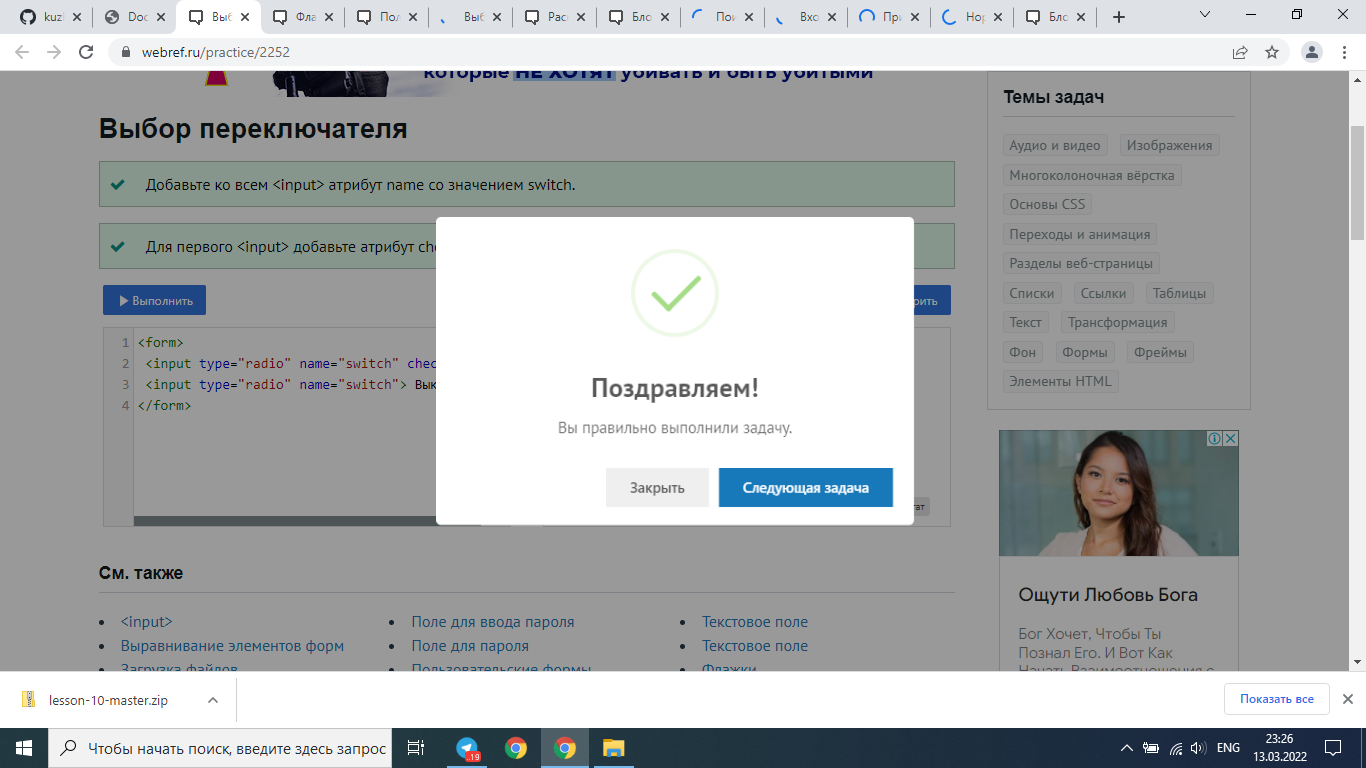 kuzl
Doc
Выб
Фла
Пол
Выб
Рас
Бло
Пои
Вхо
При
Нор
Бло
webref.ru/practice/2252
которые НЕ ХОТЯТ убивать и быть убитыми
Выбор переключателя
Добавьте ко всем <input> атрибут name со значением switch.
Для первого <input> добавьте атрибут che
Выполнить
рить
1 <form>
2 <input type="radio" name="switch" chec
3 <input type="radio" name="switch"> Вык
4 </form>
тат
Поздравляем!
Вы правильно выполнили задачу.
Закрыть
Следующая задача
См. также
<input>
Выравнивание элементов форм
Загрузка файлов
Поле для ввода пароля
Поле для пароля
Пользовательские формы
Текстовое поле
Текстовое поле
Флажки
Темы задач
Аудио и видео Изображения
Многоколоночная вёрстка
Основы CSS
Переходы и анимация
Разделы веб-страницы
Списки Ссылки Таблицы
Текст Трансформация
Фон Формы Фреймы
Элементы HTML
Ощути Любовь Бога
Бог Хочет, Чтобы Ты
Познал Его. И Вот Как
Начать Взаимоотношения с
lesson-10-master.zip
Показать все
Чтобы начать поиск, введите здесь запрос
19
ENG
23:26
13.03.2022